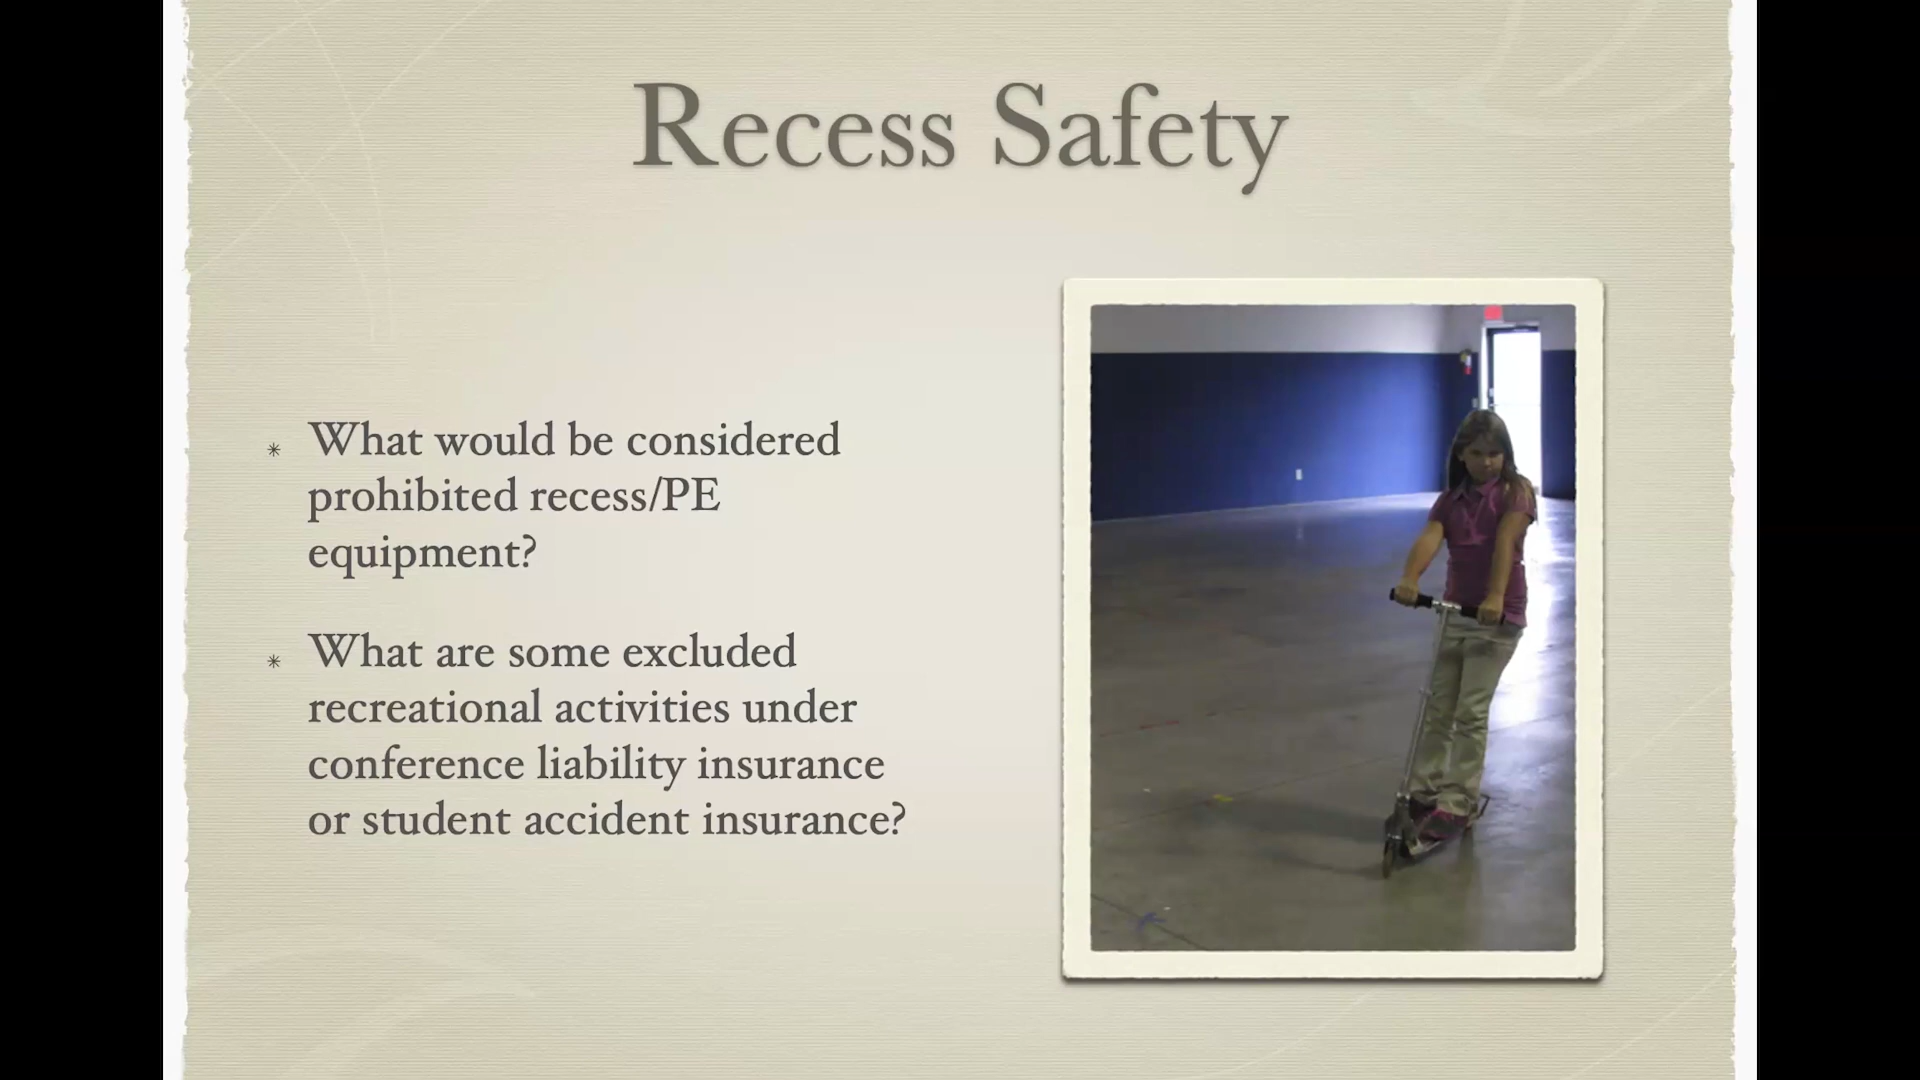 Recess Safety
What would be considered
prohibited recess/PE
equipment?
What are some excluded
recreational activities under
conference liability insurance
or student accident insurance?